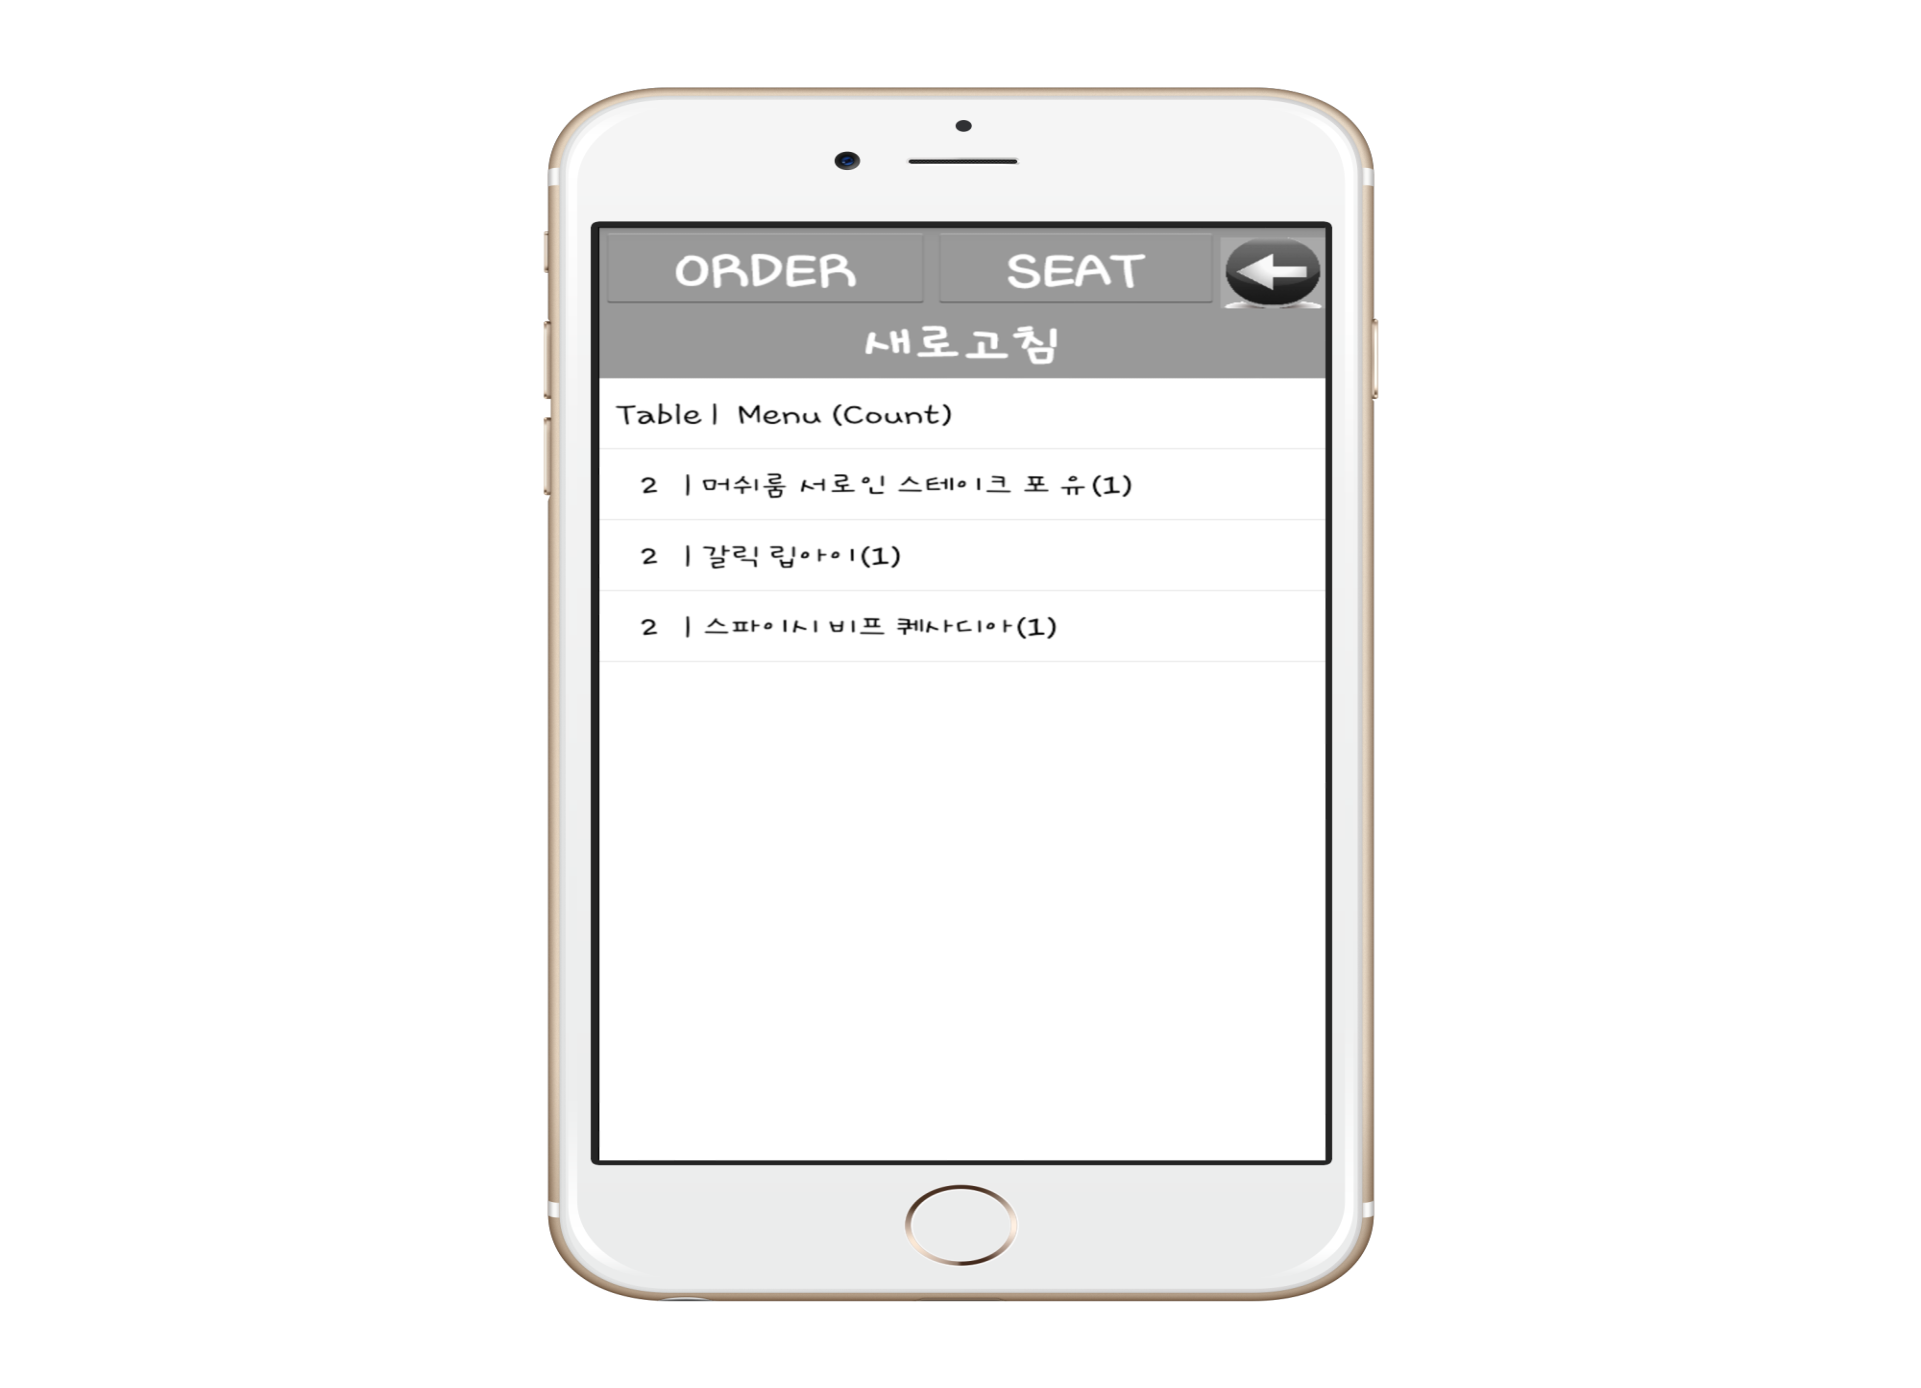 ORDER SEAT
새로고침
Table | Menu (Count)
2 | 머쉬룸 서로인 스테이크 포 유(1)
2 | 갈릭 립아이(1)
2 | 스파이시 비프 퀘사디아(1)